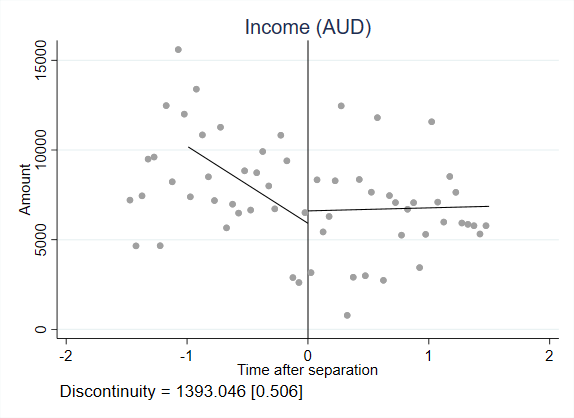 Income (AUD)
15000
10000
5000
0
Amount
-2
-1
0
1
2
Time after separation
Discontinuity = 1393.046 [0.506]